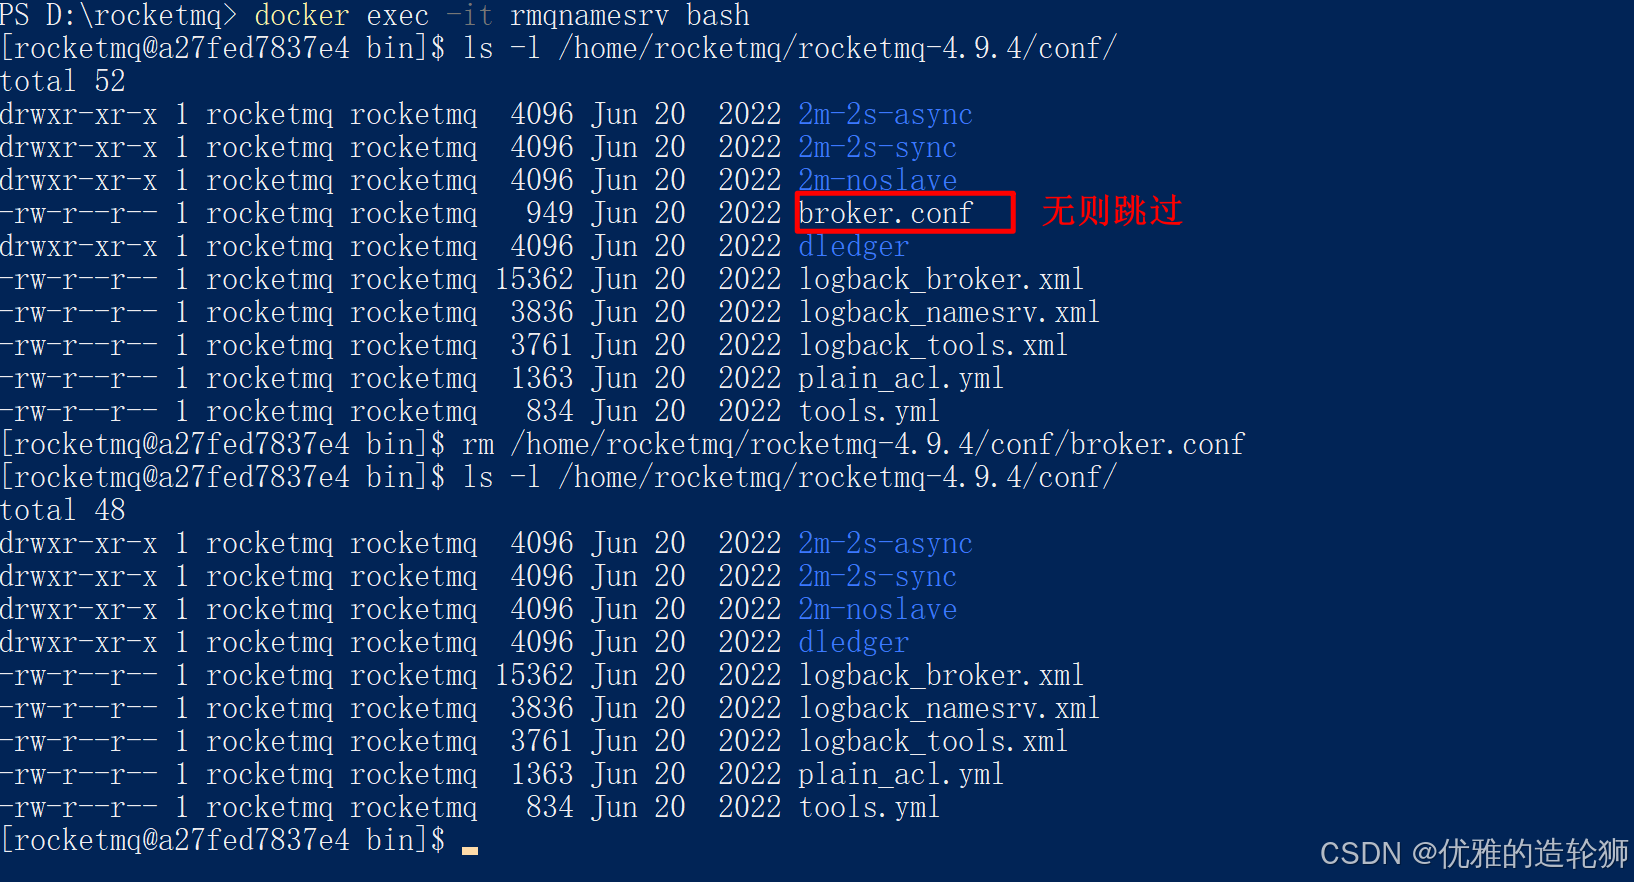 PS D:\rocketmq> docker exec -it rmqnamesrv bash
[rocketmq@a27fed7837e4 bin]$ ls -l /home/rocketmq/rocketmq-4.9.4/conf/
total 52
drwxr-xr-x 1 rocketmq rocketmq  4096 Jun 20  2022 2m-2s-async
drwxr-xr-x 1 rocketmq rocketmq  4096 Jun 20  2022 2m-2s-sync
drwxr-xr-x 1 rocketmq rocketmq  4096 Jun 20  2022 2m-noslave
-rw-r--r-- 1 rocketmq rocketmq   949 Jun 20  2022 broker.conf 无则跳过
drwxr-xr-x 1 rocketmq rocketmq  4096 Jun 20  2022 dledger
-rw-r--r-- 1 rocketmq rocketmq 15362 Jun 20  2022 logback_broker.xml
-rw-r--r-- 1 rocketmq rocketmq  3836 Jun 20  2022 logback_namesrv.xml
-rw-r--r-- 1 rocketmq rocketmq  3761 Jun 20  2022 logback_tools.xml
-rw-r--r-- 1 rocketmq rocketmq  1363 Jun 20  2022 plain_acl.yml
-rw-r--r-- 1 rocketmq rocketmq   834 Jun 20  2022 tools.yml
[rocketmq@a27fed7837e4 bin]$ rm /home/rocketmq/rocketmq-4.9.4/conf/broker.conf
[rocketmq@a27fed7837e4 bin]$ ls -l /home/rocketmq/rocketmq-4.9.4/conf/
total 48
drwxr-xr-x 1 rocketmq rocketmq  4096 Jun 20  2022 2m-2s-async
drwxr-xr-x 1 rocketmq rocketmq  4096 Jun 20  2022 2m-2s-sync
drwxr-xr-x 1 rocketmq rocketmq  4096 Jun 20  2022 2m-noslave
drwxr-xr-x 1 rocketmq rocketmq  4096 Jun 20  2022 dledger
-rw-r--r-- 1 rocketmq rocketmq 15362 Jun 20  2022 logback_broker.xml
-rw-r--r-- 1 rocketmq rocketmq  3836 Jun 20  2022 logback_namesrv.xml
-rw-r--r-- 1 rocketmq rocketmq  3761 Jun 20  2022 logback_tools.xml
-rw-r--r-- 1 rocketmq rocketmq  1363 Jun 20  2022 plain_acl.yml
-rw-r--r-- 1 rocketmq rocketmq   834 Jun 20  2022 tools.yml
[rocketmq@a27fed7837e4 bin]$
CSDN @优雅的造轮狮